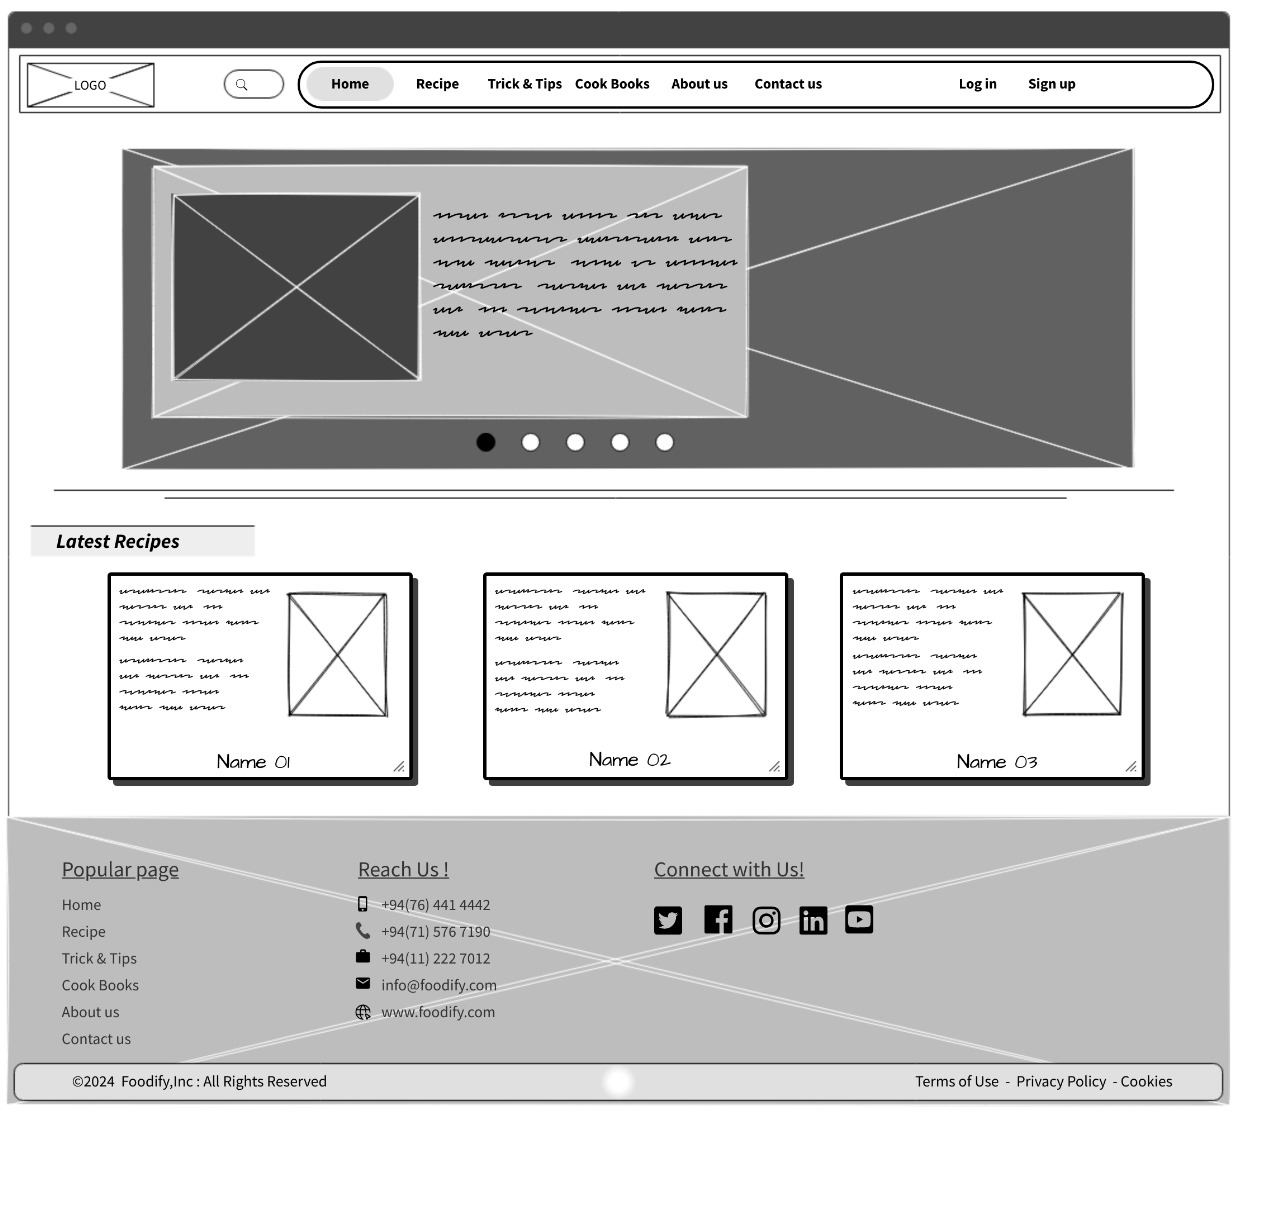 LOGO
Home Recipe Trick & Tips Cook Books About us Contact us Log in Sign up
Latest Recipes
Name 01
Name 02
Name 03
Popular page
Home
Recipe
Trick & Tips
Cook Books
About us
Contact us
Reach Us !
+94(76) 441 4442
+94(71) 576 7190
+94(11) 222 7012
info@foodify.com
www.foodify.com
Connect with Us!
©2024 Foodify,Inc : All Rights Reserved
Terms of Use - Privacy Policy - Cookies